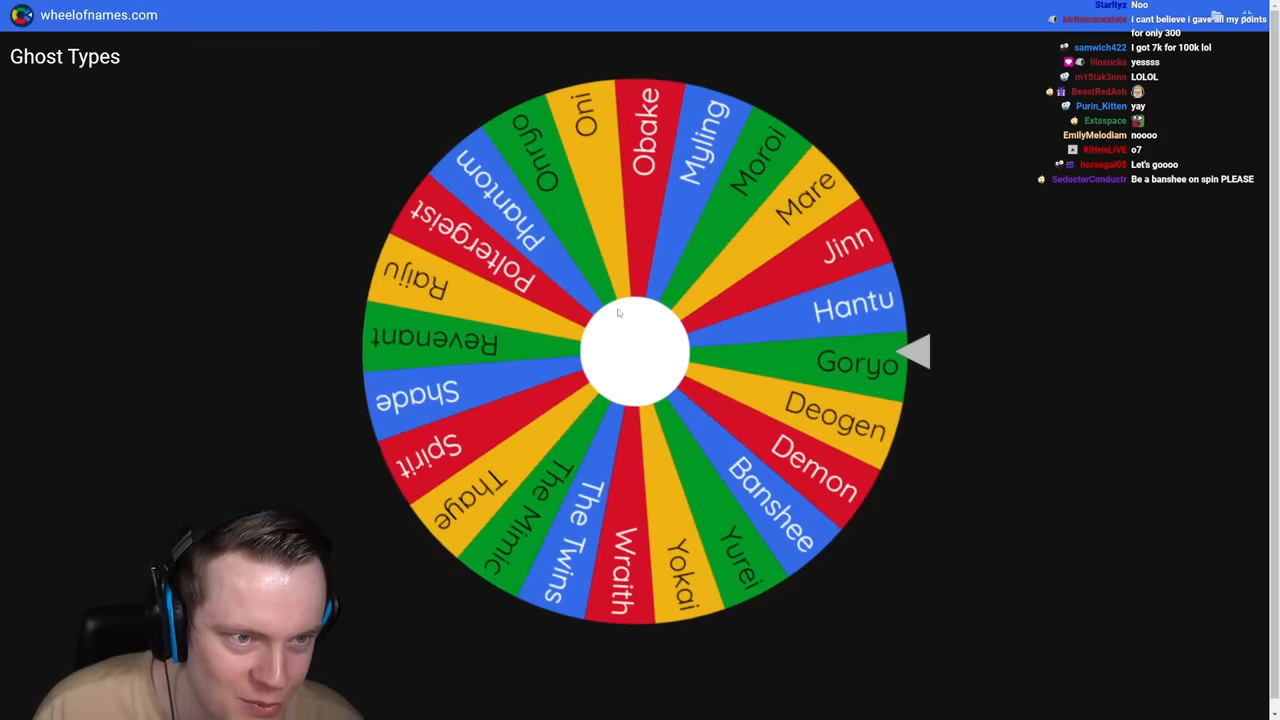 wheelofnames.com
Ghost Types
Starltyz Noo
i cant believe i gave all my points
for only 300
samwich422 I got 7k for 100k lol
lilosucks yessss
m15tak3nnn LOLOL
BeastRedAsh
Purin_Kitten yay
Extsspace
EmilyMelodiam noooo
KittrixLIVE o7
horsegal05 Let's goooo
SeductorConductr Be a banshee on spin PLEASE
Obake
Myling
Moroi
Mare
Jinn
Hantu
Goryo
Deogen
Demon
Banshee
Yurei
Yokai
Wraith
The Twins
The Mimic
Thaye
Spirit
Shade
Revenant
Raiju
Poltergeist
Phantom
Onryo
Oni